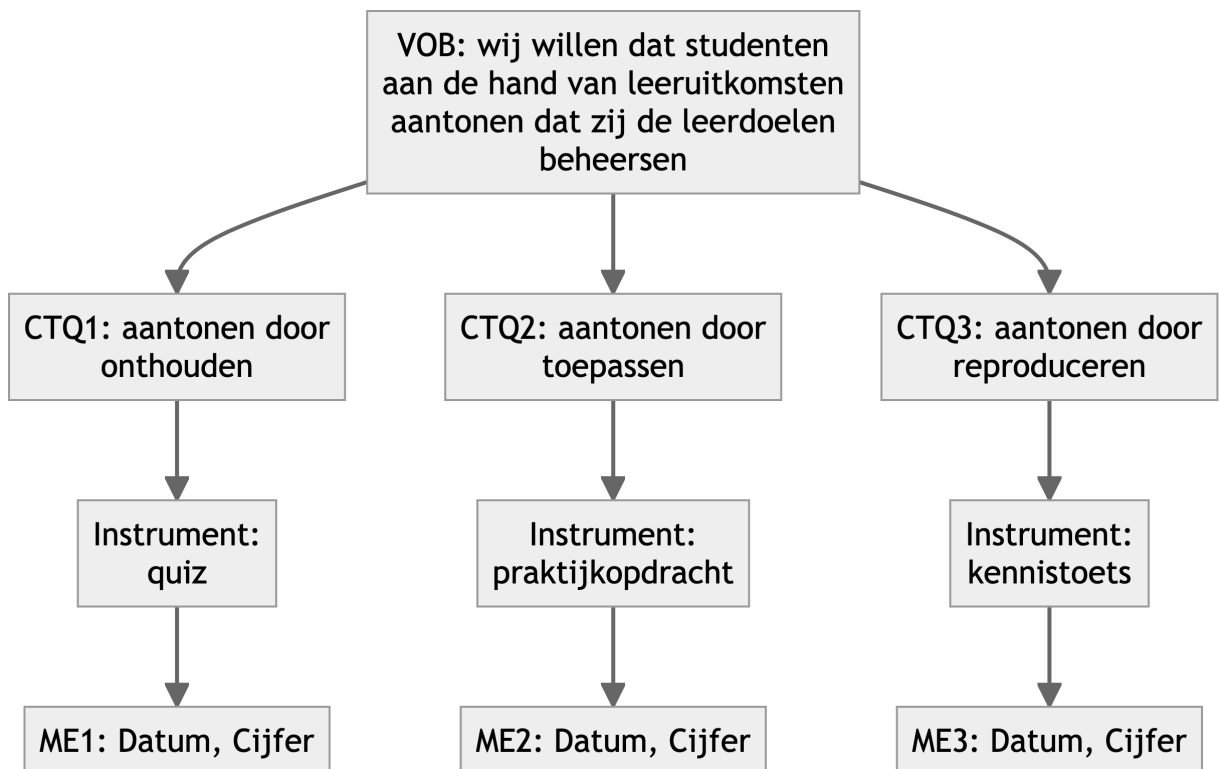 VOB: wij willen dat studenten
aan de hand van leeruitkomsten
aantonen dat zij de leerdoelen
beheersen
CTQ1: aantonen door
onthouden
CTQ2: aantonen door
toepassen
CTQ3: aantonen door
reproduceren
Instrument:
quiz
Instrument:
praktijkopdracht
Instrument:
kennistoets
ME1: Datum, Cijfer
ME2: Datum, Cijfer
ME3: Datum, Cijfer